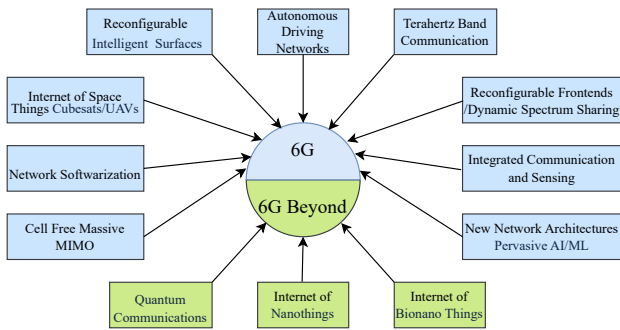 Reconfigurable
Intelligent Surfaces
Autonomous
Driving
Networks
Terahertz Band
Communication
Internet of Space
Things Cubesats/UAVs
Reconfigurable Frontends
/Dynamic Spectrum Sharing
6G
Network Softwarization
Integrated Communication
and Sensing
6G Beyond
Cell Free Massive
MIMO
New Network Architectures
Pervasive AI/ML
Quantum
Communications
Internet of
Nanothings
Internet of
Bionano Things